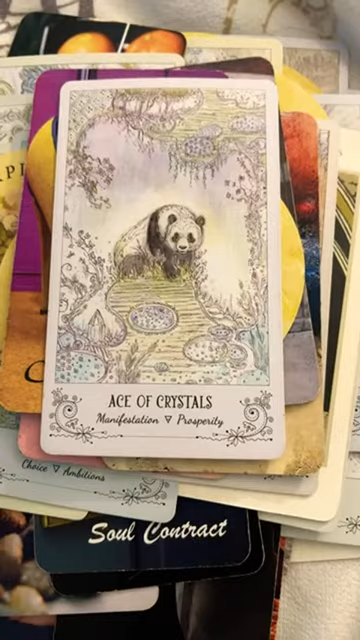 ACE OF CRYSTALS
Manifestation ▽ Prosperity
Choice ▽ Ambitions
Soul Contract